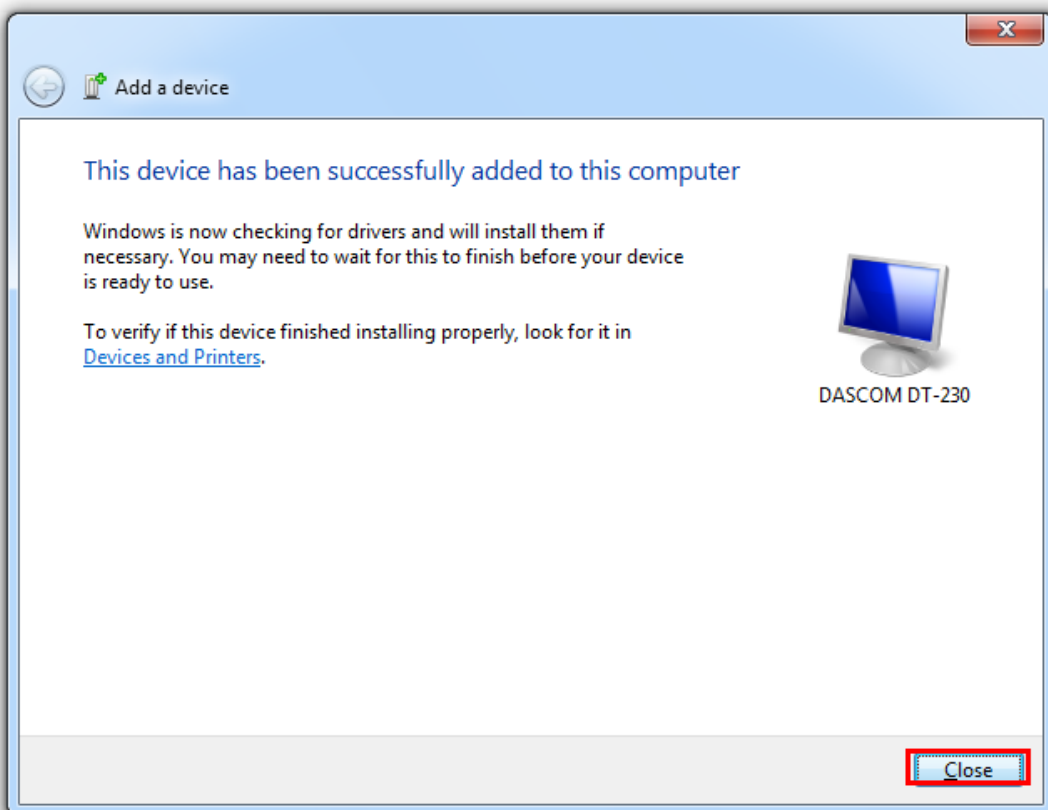 Add a device
This device has been successfully added to this computer
Windows is now checking for drivers and will install them if
necessary. You may need to wait for this to finish before your device
is ready to use.
To verify if this device finished installing properly, look for it in
Devices and Printers.
DASCOM DT-230
Close